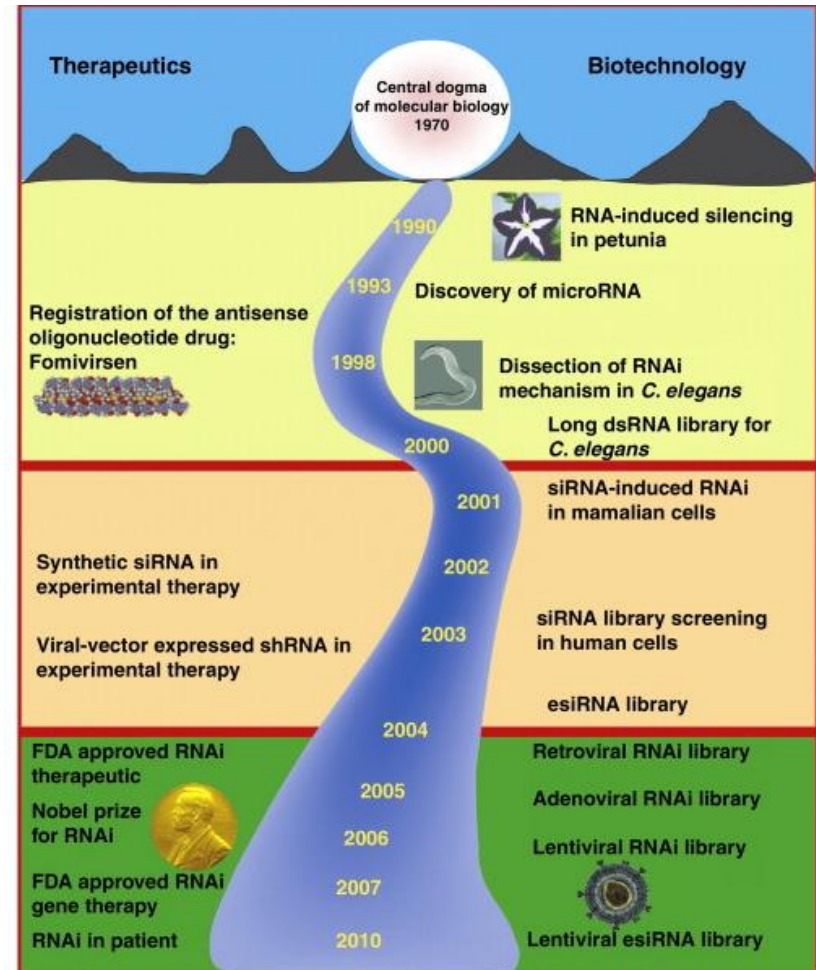 Therapeutics
Biotechnology
Central dogma
of molecular biology
1970
1990
RNA-induced silencing
in petunia
1993
Discovery of microRNA
Registration of the antisense
oligonucleotide drug:
Fomivirsen
1998
Dissection of RNAi
mechanism in C. elegans
2000
Long dsRNA library for
C. elegans
2001
siRNA-induced RNAi
in mamalian cells
Synthetic siRNA in
experimental therapy
2002
Viral-vector expressed shRNA in
experimental therapy
2003
siRNA library screening
in human cells
esiRNA library
2004
FDA approved RNAi
therapeutic
Retroviral RNAi library
2005
Adenoviral RNAi library
Nobel prize
for RNAi
2006
Lentiviral RNAi library
FDA approved RNAi
gene therapy
2007
RNAi in patient
2010
Lentiviral esiRNA library